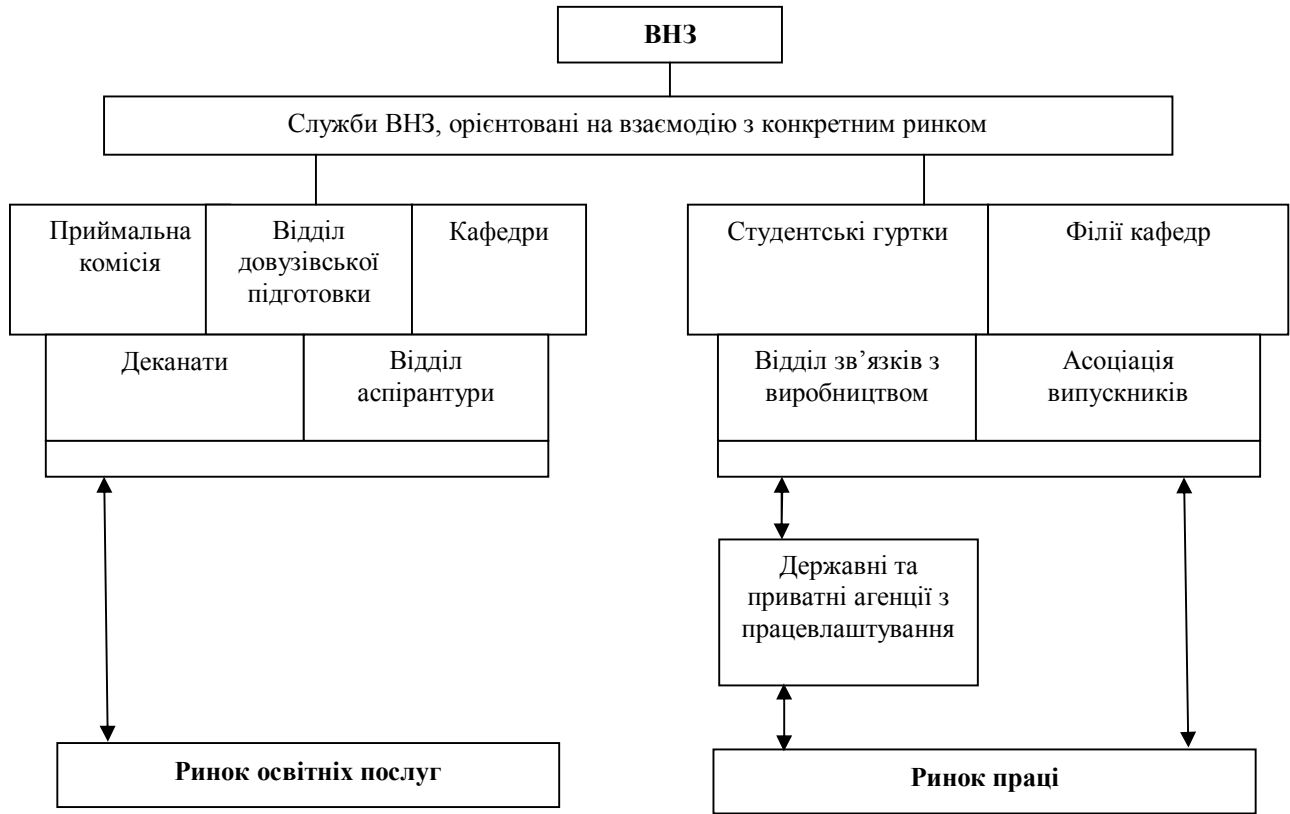 ВНЗ
Служби ВНЗ, орієнтовані на взаємодію з конкретним ринком
Приймальна
комісія
Відділ
довузівської
підготовки
Кафедри
Студентські гуртки
Філії кафедр
Деканати
Відділ
аспірантури
Відділ зв’язків з
виробництвом
Асоціація
випускників
Державні та
приватні агенції з
працевлаштування
Ринок освітніх послуг
Ринок праці